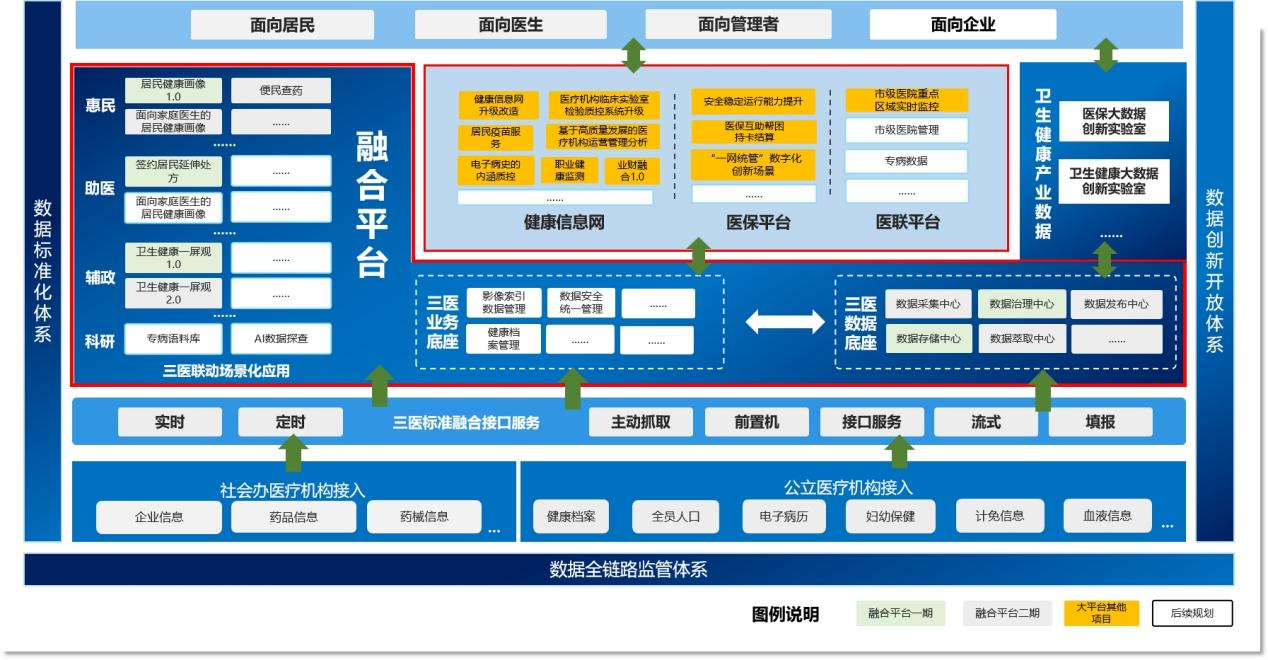 面向居民
面向医生
面向管理者
面向企业
数据标准化体系
惠民
居民健康画像
1.0
便民查药
面向家庭医生的
居民健康画像
......
......
助医
签约居民延伸处
方
......
面向家庭医生的
居民健康画像
......
......
辅政
卫生健康一屏观
1.0
......
卫生健康一屏观
2.0
......
......
科研
专病语料库
AI数据探查
三医联动场景化应用
融合平台
健康信息网
升级改造
医疗机构临床实验室
检验质控系统升级
居民疫苗服
务
基于高质量发展的医
疗机构运营管理分析
电子病史的
内涵质控
职业健
康监测
业财融
合1.0
......
健康信息网
安全稳定运行能力提升
医保互助帮困
持卡结算
“一网统管”数字化
创新场景
......
医保平台
市级医院重点
区域实时监控
市级医院管理
专病数据
......
医联平台
卫生健康产业数据
医保大数据
创新实验室
卫生健康大数据
创新实验室
......
数据创新开放体系
三医
业务
底座
影像索引
数据管理
数据安全
统一管理
......
健康档
案管理
......
......
三医
数据
底座
数据采集中心
数据治理中心
数据发布中心
数据存储中心
数据萃取中心
......
实时
定时
三医标准融合接口服务
主动抓取
前置机
接口服务
流式
填报
社会办医疗机构接入
企业信息
药品信息
药械信息
...
公立医疗机构接入
健康档案
全员人口
电子病历
妇幼保健
计免信息
血液信息
...
数据全链路监管体系
图例说明
融合平台一期
融合平台二期
大平台其他
项目
后续规划